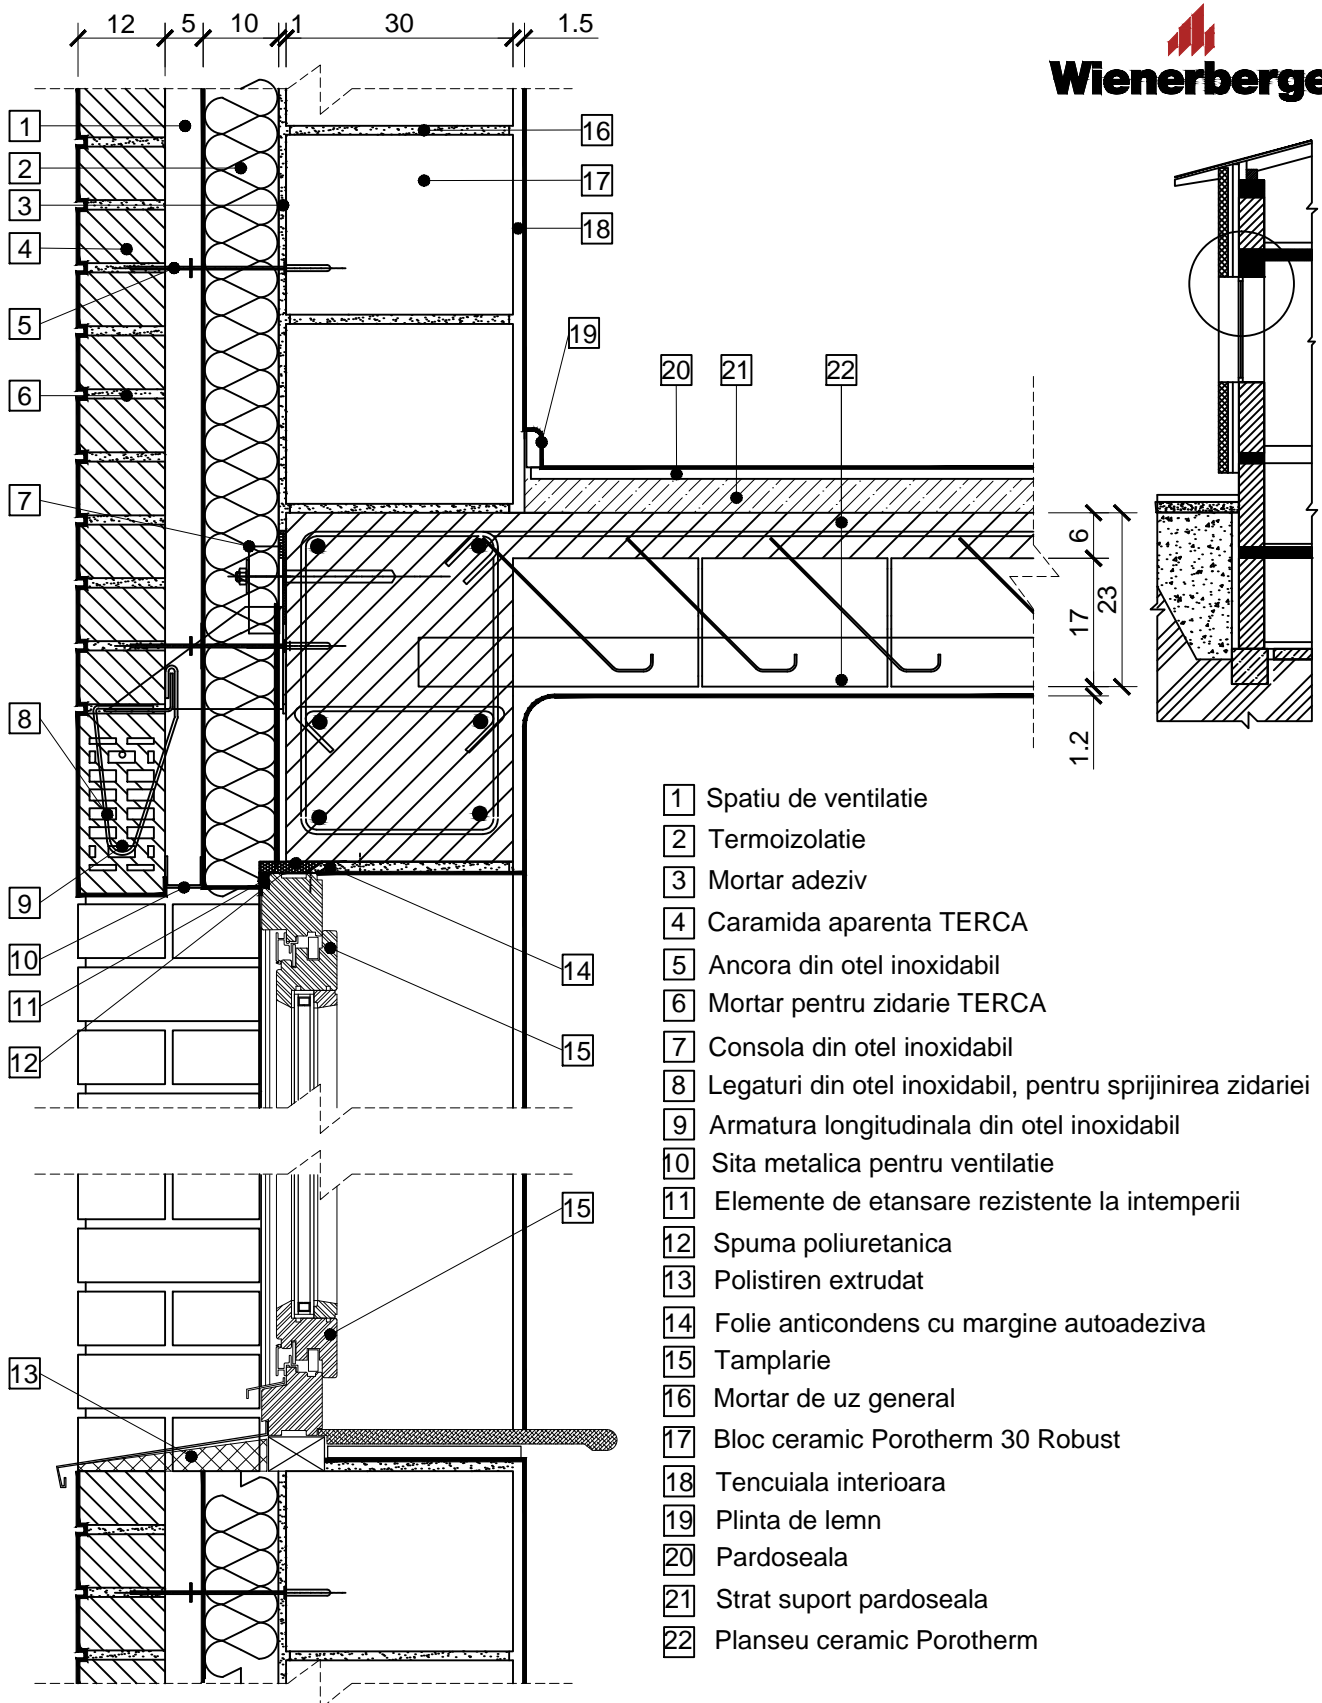 12 5 10 1 30 1.5
Wienerberge
1
2
3
4
5
6
7
8
9
10
11
12
13
16
17
18
19
20 21 22
6
17
23
1.2
14
15
15
1 Spatiu de ventilatie
2 Termoizolatie
3 Mortar adeziv
4 Caramida aparenta TERCA
5 Ancora din otel inoxidabil
6 Mortar pentru zidarie TERCA
7 Consola din otel inoxidabil
8 Legaturi din otel inoxidabil, pentru sprijinirea zidariei
9 Armatura longitudinala din otel inoxidabil
10 Sita metalica pentru ventilatie
11 Elemente de etansare rezistente la intemperii
12 Spuma poliuretanica
13 Polistiren extrudat
14 Folie anticondens cu margine autoadeziva
15 Tamplarie
16 Mortar de uz general
17 Bloc ceramic Porotherm 30 Robust
18 Tencuiala interioara
19 Plinta de lemn
20 Pardoseala
21 Strat suport pardoseala
22 Planseu ceramic Porotherm